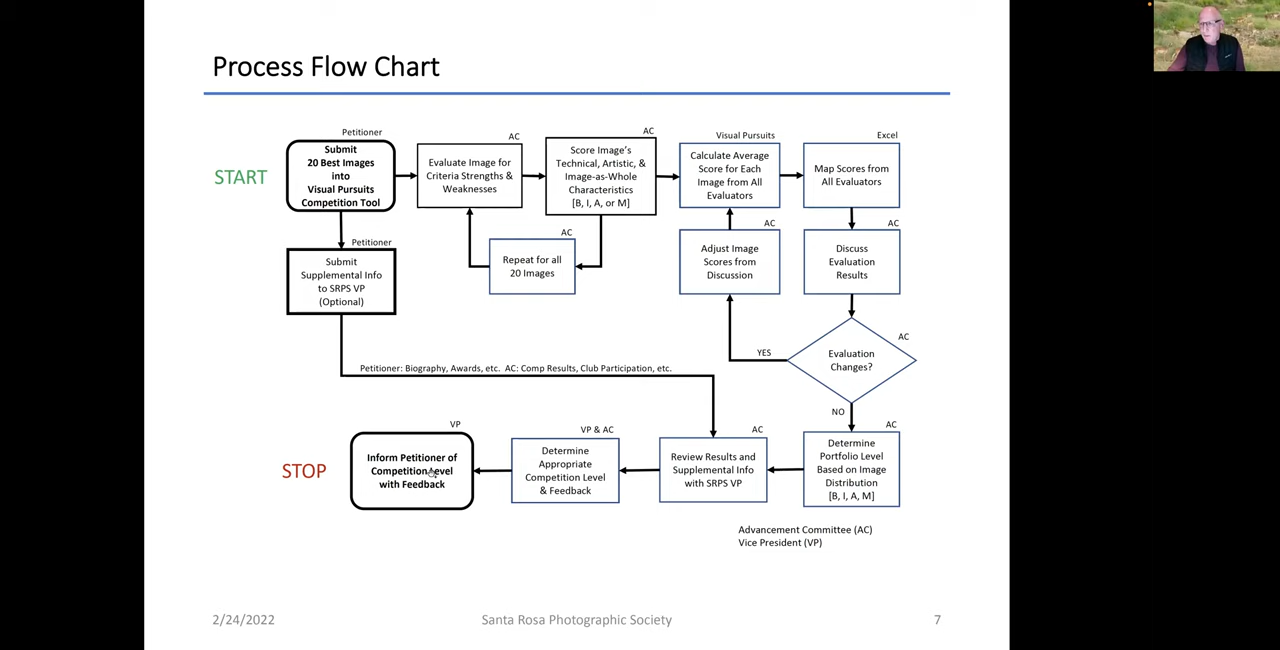 Process Flow Chart
START
Petitioner
Submit
20 Best Images
into
Visual Pursuits
Competition Tool
AC
Evaluate Image for
Criteria Strengths &
Weaknesses
AC
Score Image's
Technical, Artistic, &
Image-as-Whole
Characteristics
[B, I, A, or M]
Visual Pursuits
Calculate Average
Score for Each
Image from All
Evaluators
Excel
Map Scores from
All Evaluators
Petitioner
Submit
Supplemental Info
to SRPS VP
(Optional)
AC
Repeat for all
20 Images
AC
Adjust Image
Scores from
Discussion
AC
Discuss
Evaluation
Results
AC
Evaluation
Changes?
YES
NO
Petitioner: Biography, Awards, etc. AC: Comp Results, Club Participation, etc.
STOP
VP
Inform Petitioner of
Competition Level
with Feedback
VP & AC
Determine
Appropriate
Competition Level
& Feedback
AC
Review Results and
Supplemental Info
with SRPS VP
AC
Determine
Portfolio Level
Based on Image
Distribution
[B, I, A, M]
Advancement Committee (AC)
Vice President (VP)
2/24/2022
Santa Rosa Photographic Society
7